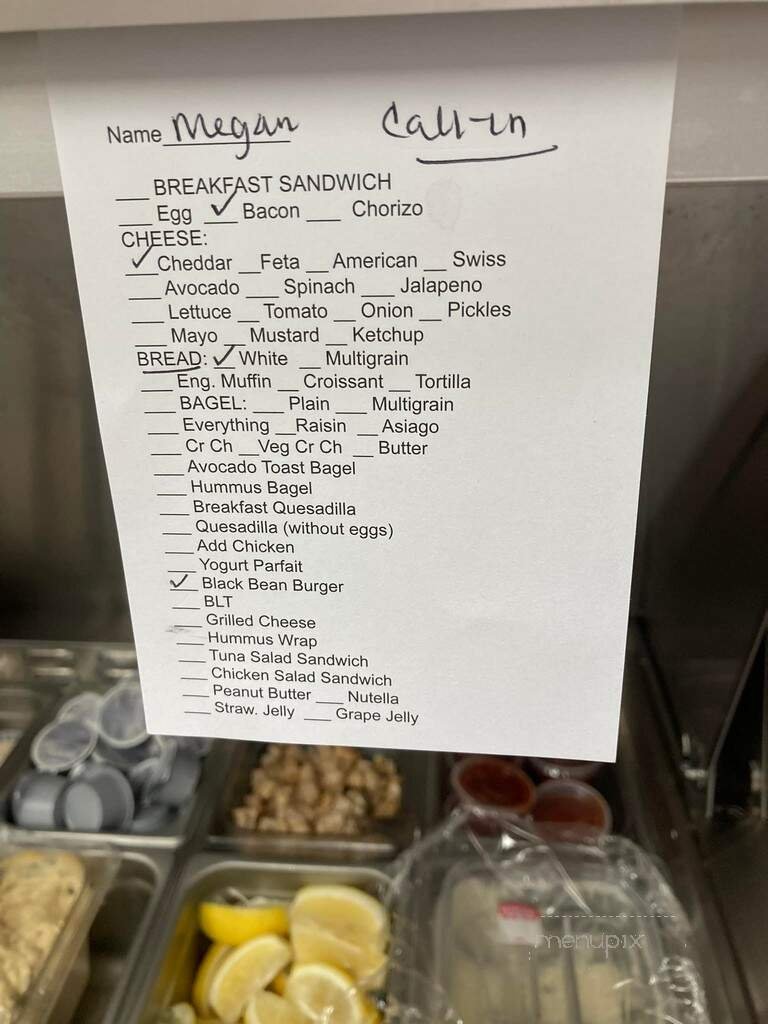 Name Megan Call-in
___ BREAKFAST SANDWICH
___ Egg ✓ Bacon ___ Chorizo
CHEESE:
✓ Cheddar __ Feta __ American __ Swiss
___ Avocado ___ Spinach ___ Jalapeno
___ Lettuce __ Tomato __ Onion __ Pickles
___ Mayo __ Mustard __ Ketchup
BREAD: ✓ White __ Multigrain
___ Eng. Muffin __ Croissant __ Tortilla
___ BAGEL: ___ Plain ___ Multigrain
___ Everything __ Raisin __ Asiago
___ Cr Ch __ Veg Cr Ch __ Butter
___ Avocado Toast Bagel
___ Hummus Bagel
___ Breakfast Quesadilla
___ Quesadilla (without eggs)
___ Add Chicken
___ Yogurt Parfait
✓ Black Bean Burger
___ BLT
___ Grilled Cheese
___ Hummus Wrap
___ Tuna Salad Sandwich
___ Chicken Salad Sandwich
___ Peanut Butter ___ Nutella
___ Straw. Jelly ___ Grape Jelly
menupix